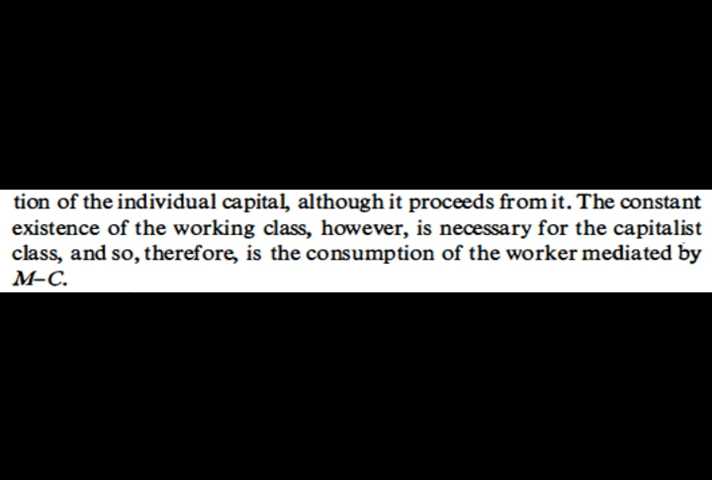 tion of the individual capital, although it proceeds from it. The constant
existence of the working class, however, is necessary for the capitalist
class, and so, therefore, is the consumption of the worker mediated by
M–C.